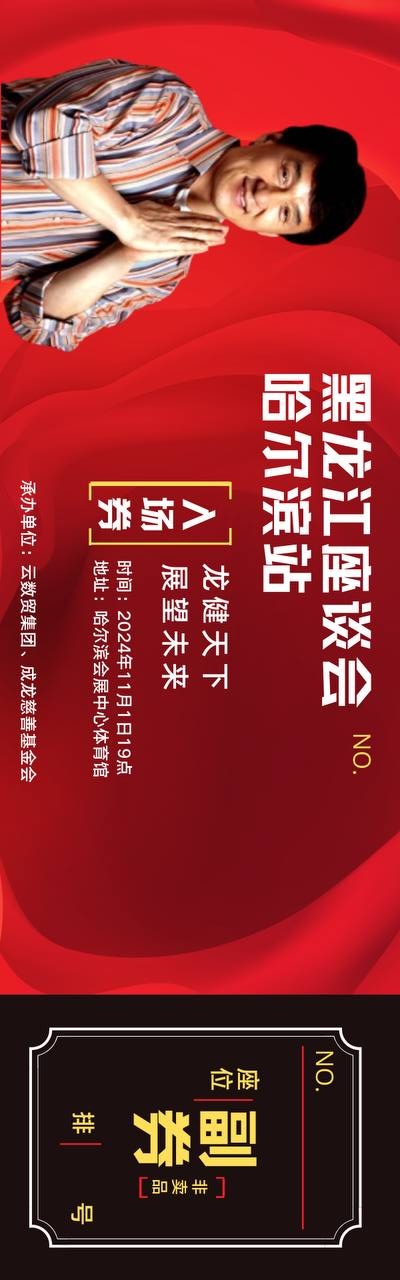 黑龙江座谈会
哈尔滨站
NO.
入场券
龙健天下
展望未来
时间：2024年11月1日19点
地址：哈尔滨会展中心体育馆
承办单位：云数贸集团、成龙慈善基金会
NO.
副券
非卖品
座位
排
号